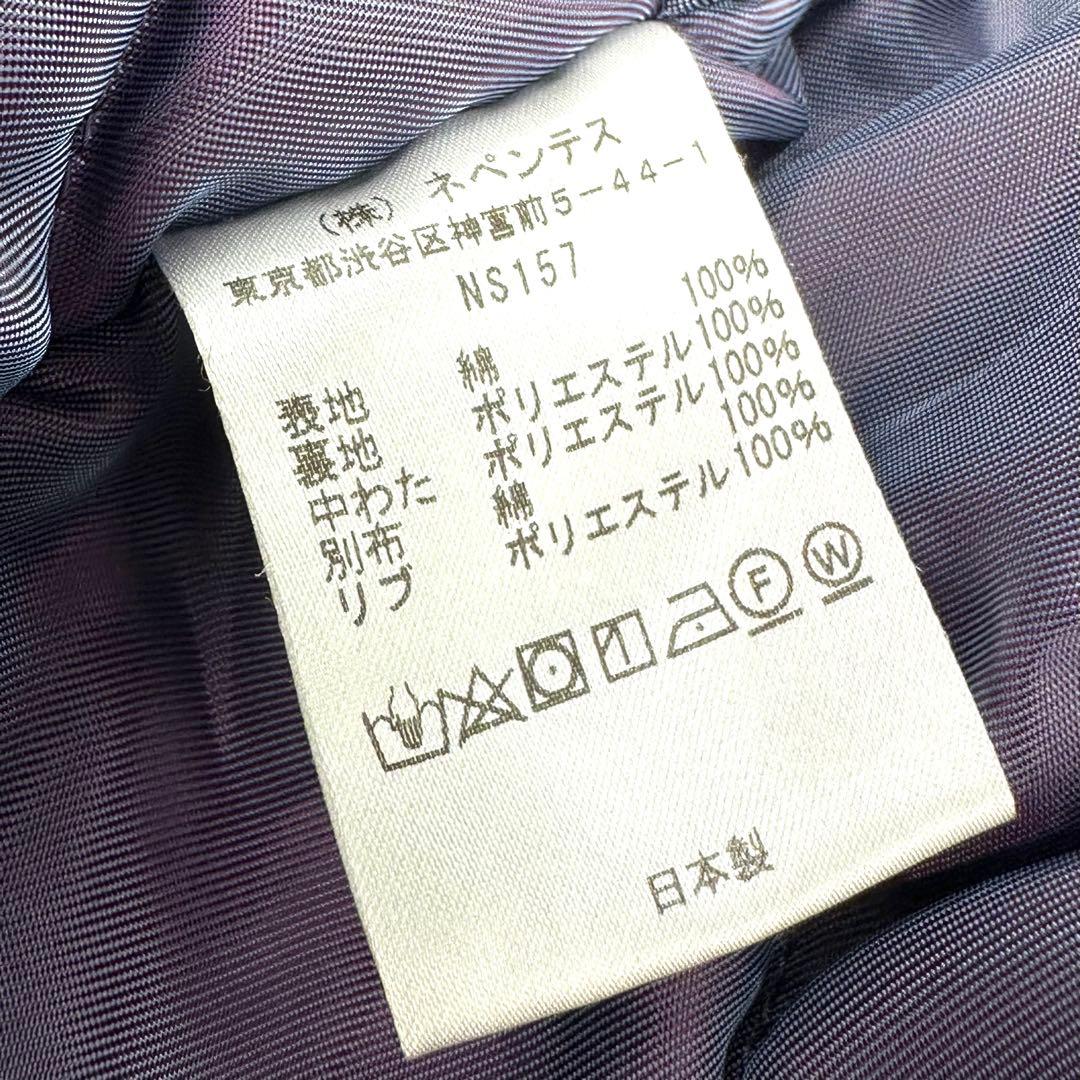 (株) ネペンテス
東京都渋谷区神宮前5-44-1
NS157
表地 綿 100%
裏地 ポリエステル100%
中わた ポリエステル100%
別布 綿 100%
リブ ポリエステル100%
F W
日本製